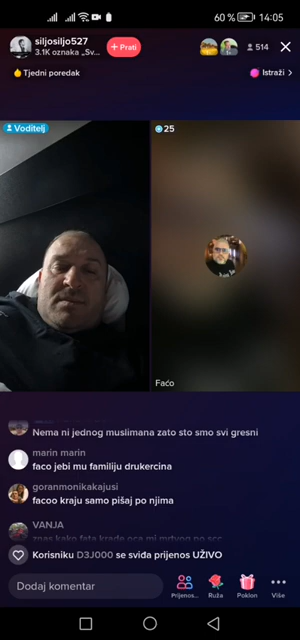 60 % 14:05
siljosiljo527
3.1K oznaka „Sv...
+ Prati
514
Tjedni poredak
Istraži >
Voditelj
25
Faćo
Nema ni jednog muslimana zato sto smo svi gresni
marin marin
faco jebi mu familiju drukercina
goranmonikakajusi
facoo kraju samo pišaj po njima
VANJA
znas kako fata krade oca mi mrtvog po scc
Korisniku D3J000 se sviđa prijenos UŽIVO
Dodaj komentar
Prijenos...
Ruža
Poklon
Više